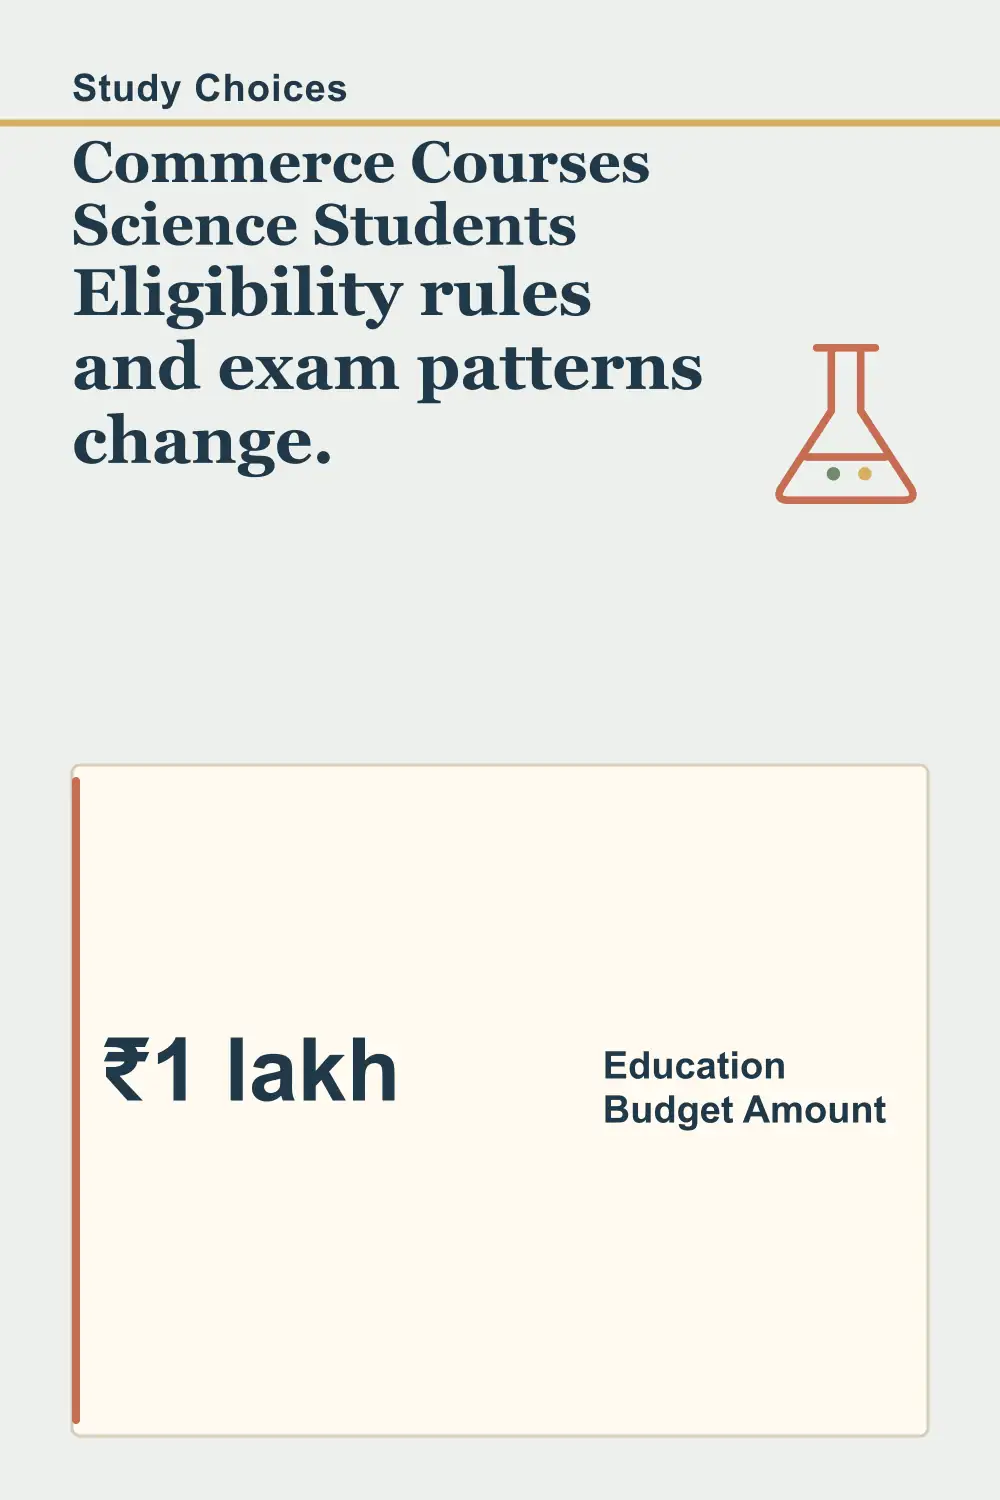 Study Choices
Commerce Courses
Science Students
Eligibility rules
and exam patterns
change.
₹1 lakh
Education
Budget Amount